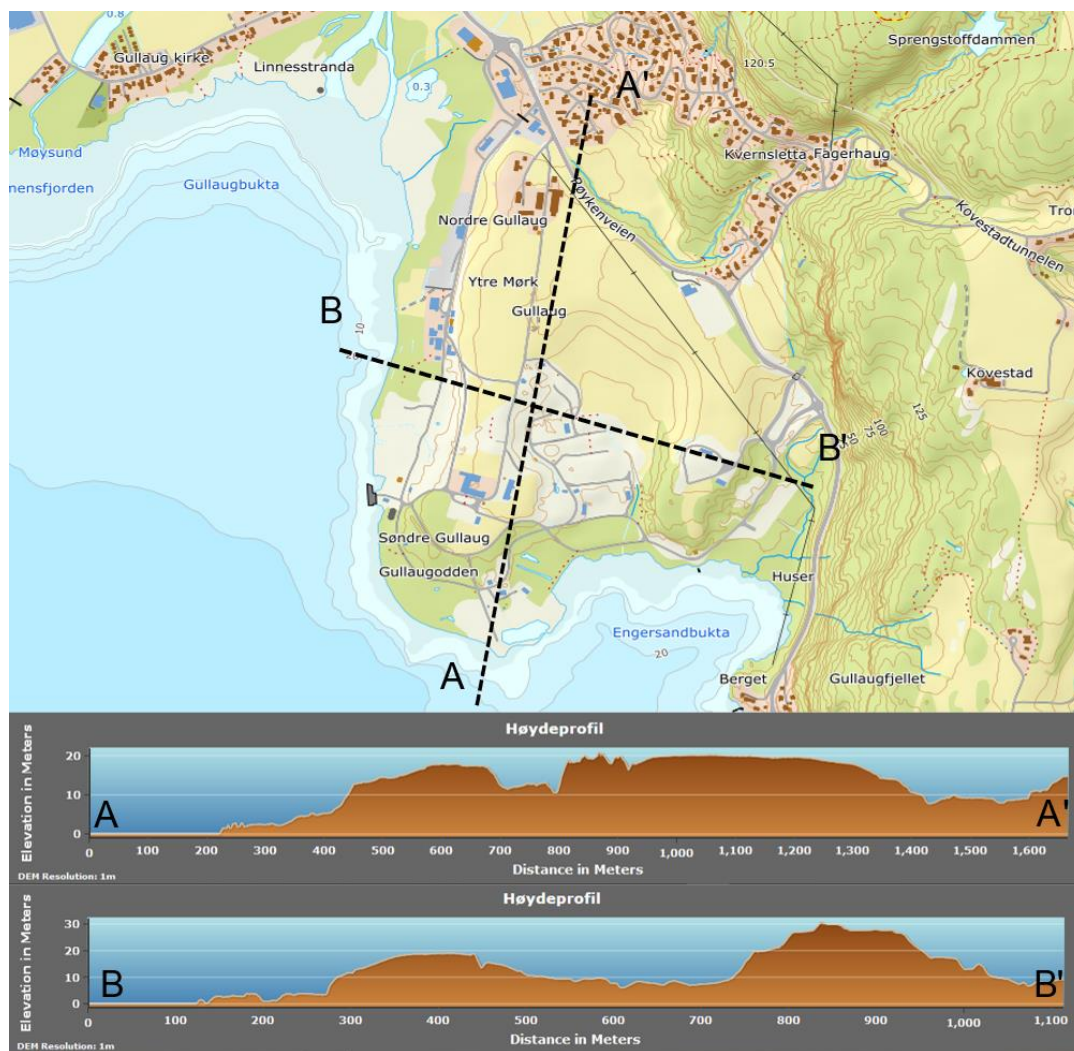 0.8
Gullaug kirke
Linnesstranda
0.3
A'
120.5
Sprengstoffdammen
Møysund
nensfjorden
Gullaugbukta
Kvernsletta
Fagerhaug
Røykenveien
Nordre Gullaug
Kovestadtunnelen
Tro
Ytre Mørk
B
10
20
Gullaug
Kovestad
125
100
75
50
B'
Søndre Gullaug
Gullaugodden
Huser
Engersandbukta
20
A
Berget
Gullaugfjellet
Høydeprofil
Elevation in Meters
20
10
0
A
A'
0 100 200 300 400 500 600 700 800 900 1,000 1,100 1,200 1,300 1,400 1,500 1,600
Distance in Meters
DEM Resolution: 1m
Høydeprofil
Elevation in Meters
30
20
10
0
B
B'
0 100 200 300 400 500 600 700 800 900 1,000 1,100
Distance in Meters
DEM Resolution: 1m